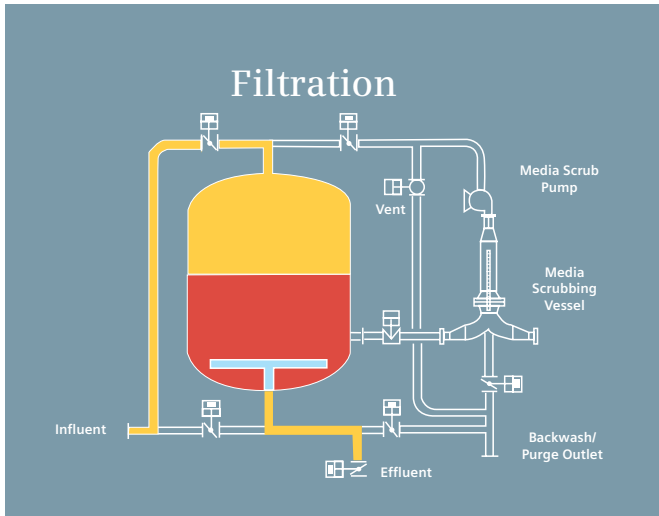 Filtration
Media Scrub
Pump
Vent
Media
Scrubbing
Vessel
Influent
Backwash/
Purge Outlet
Effluent